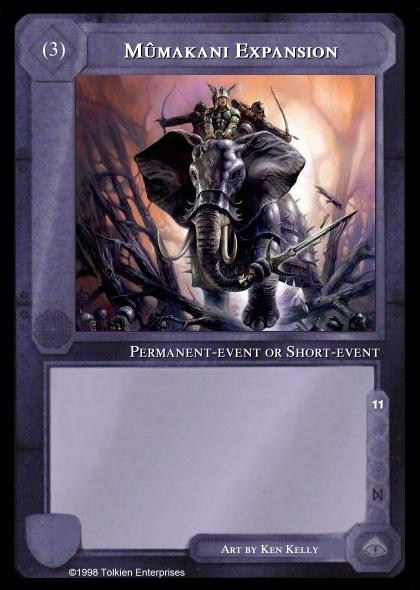 (3)
MÛMAKANI EXPANSION
PERMANENT-EVENT OR SHORT-EVENT
11
ᛞ
ART BY KEN KELLY
©1998 Tolkien Enterprises